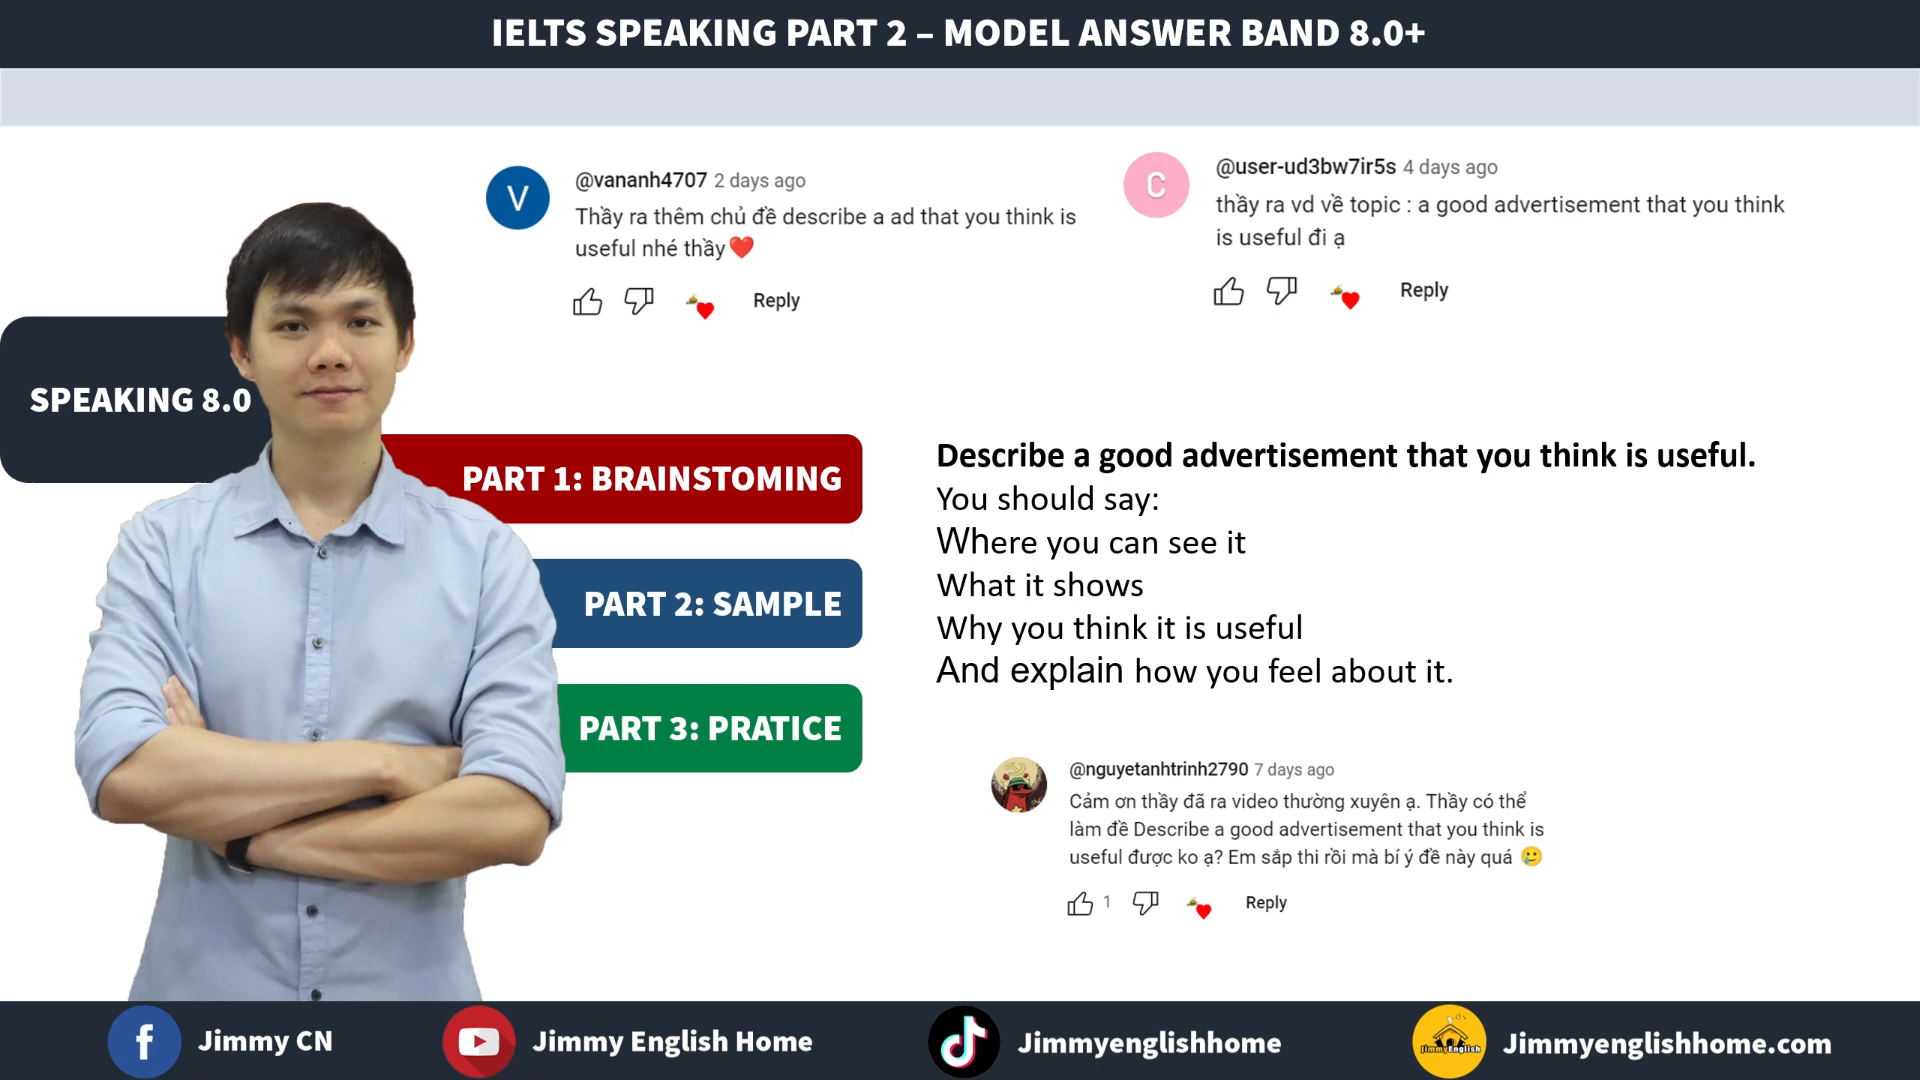 IELTS SPEAKING PART 2 – MODEL ANSWER BAND 8.0+
V
@vananh4707 2 days ago
Thầy ra thêm chủ đề describe a ad that you think is
useful nhé thầy❤️
Reply
C
@user-ud3bw7ir5s 4 days ago
thầy ra vd về topic : a good advertisement that you think
is useful đi ạ
Reply
SPEAKING 8.0
PART 1: BRAINSTOMING
PART 2: SAMPLE
PART 3: PRATICE
Describe a good advertisement that you think is useful.
You should say:
Where you can see it
What it shows
Why you think it is useful
And explain how you feel about it.
@nguyetanhtrinh2790 7 days ago
Cảm ơn thầy đã ra video thường xuyên ạ. Thầy có thể
làm đề Describe a good advertisement that you think is
useful được ko ạ? Em sắp thi rồi mà bí ý đề này quá 🥲
1 Reply
f Jimmy CN
Jimmy English Home
Jimmyenglishhome
JimmyEnglish
Jimmyenglishhome.com